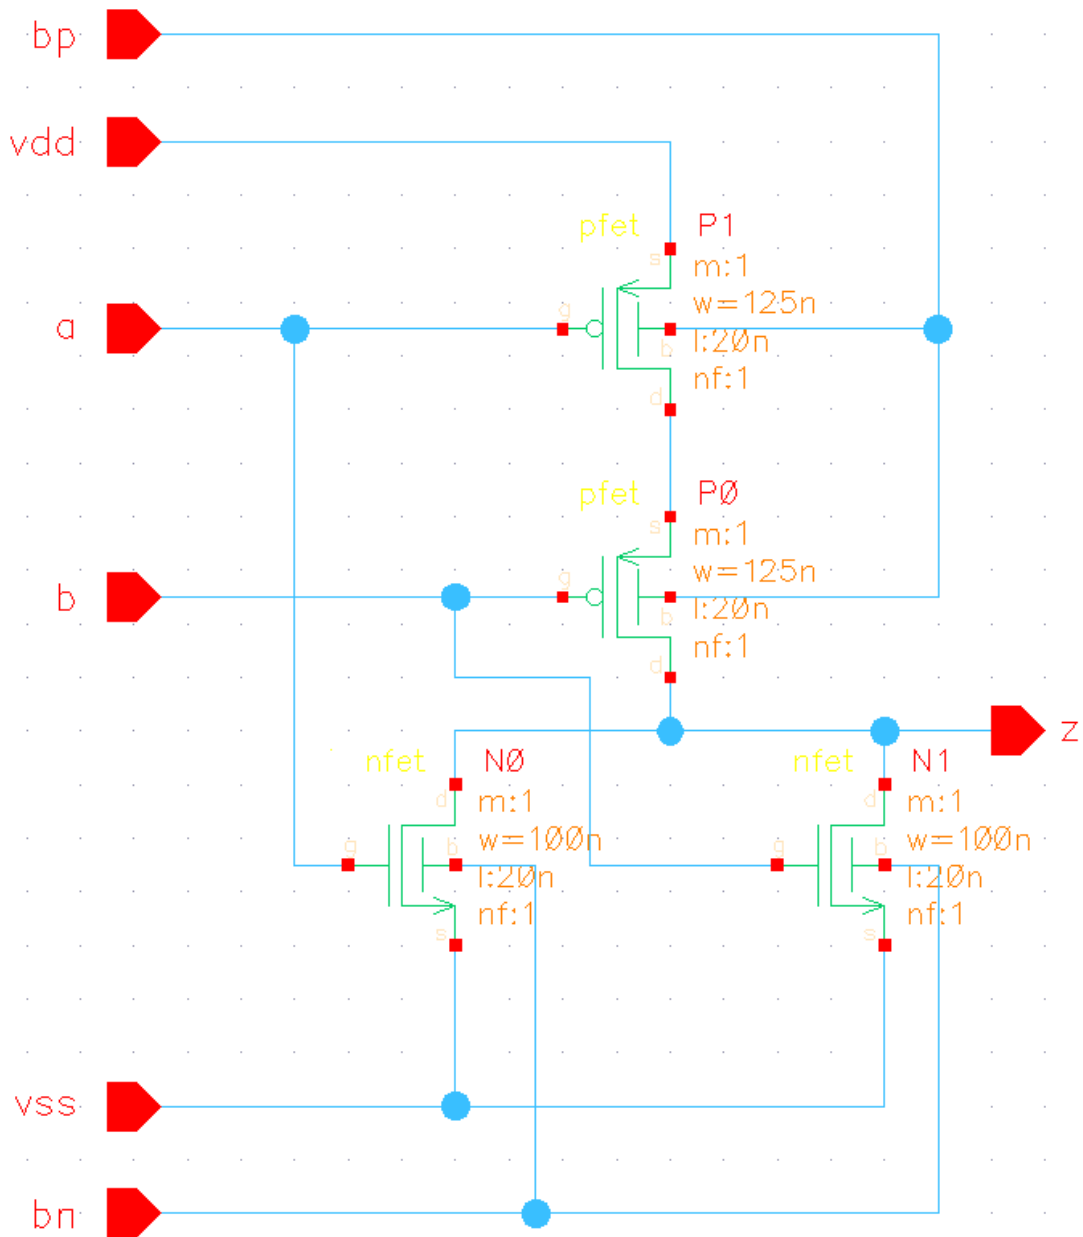 bp
vdd
pfet P1
s
m:1
w=125n
a
g
b
l:20n
nf:1
d
pfet P0
s
m:1
w=125n
b
g
b
l:20n
nf:1
d
z
nfet N0
d
m:1
w=100n
g
b
l:20n
nf:1
s
nfet N1
d
m:1
w=100n
g
b
l:20n
nf:1
s
vss
bn